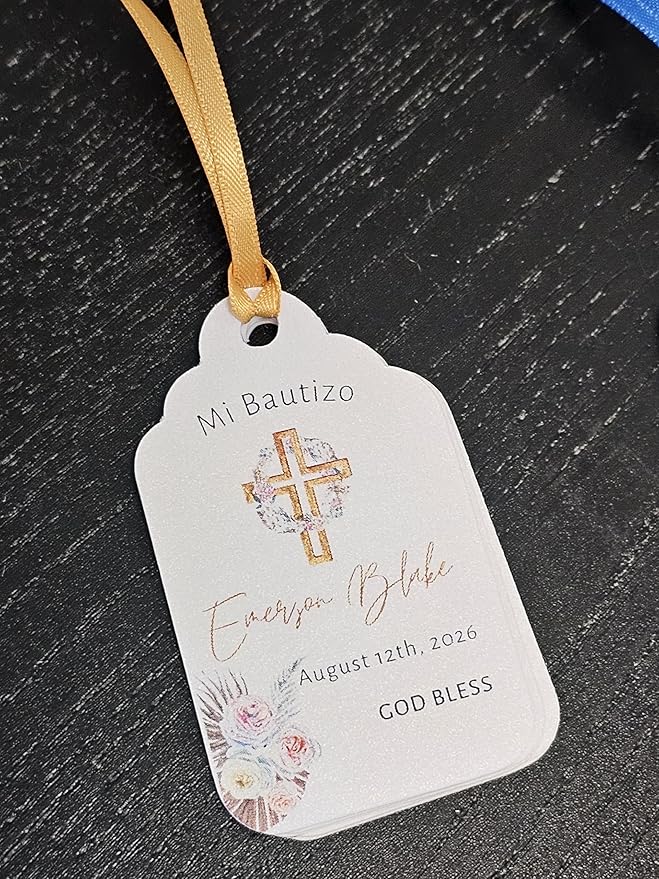 Mi Bautizo
Emerson Blake
August 12th, 2026
GOD BLESS